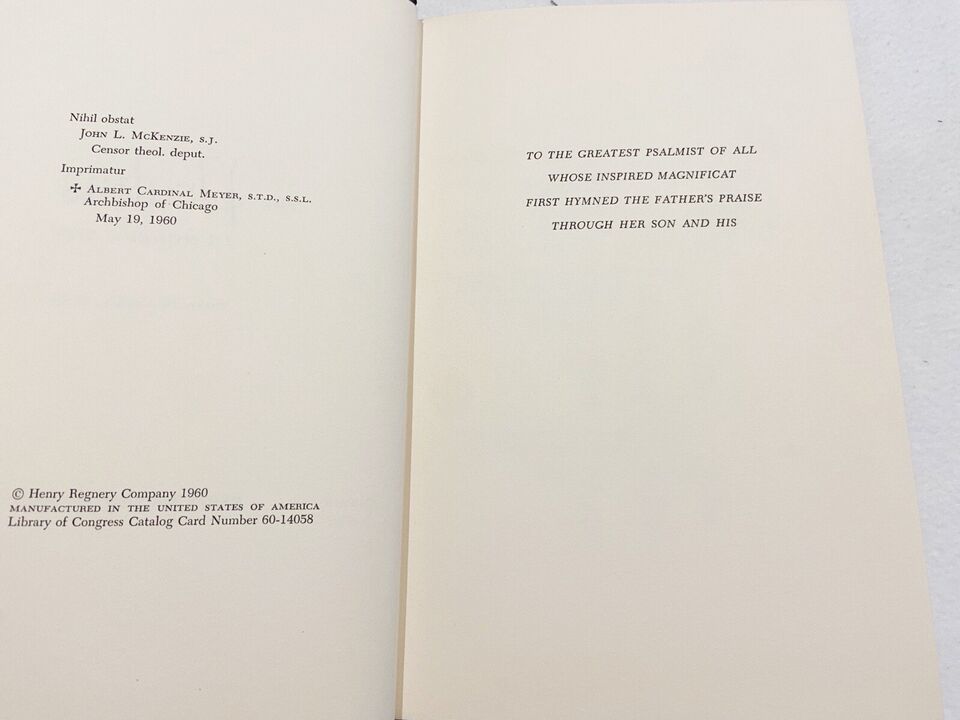 Nihil obstat
John L. McKenzie, s.j.
Censor theol. deput.
Imprimatur
✠ Albert Cardinal Meyer, s.t.d., s.s.l.
Archbishop of Chicago
May 19, 1960
© Henry Regnery Company 1960
MANUFACTURED IN THE UNITED STATES OF AMERICA
Library of Congress Catalog Card Number 60-14058
TO THE GREATEST PSALMIST OF ALL
WHOSE INSPIRED MAGNIFICAT
FIRST HYMNED THE FATHER'S PRAISE
THROUGH HER SON AND HIS